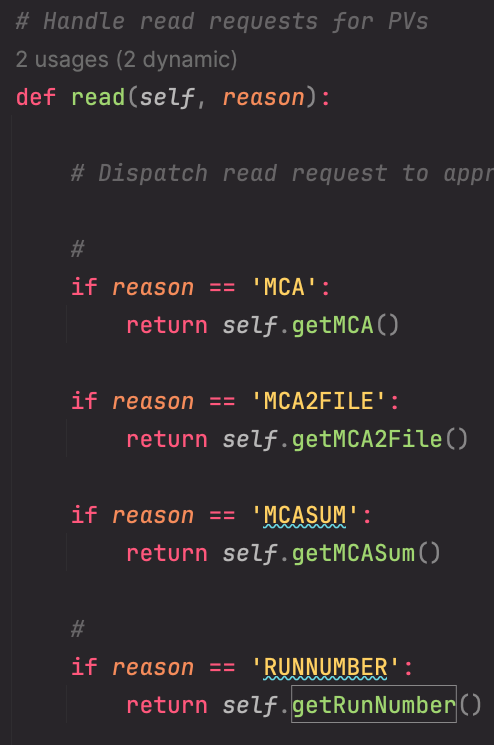 # Handle read requests for PVs
2 usages (2 dynamic)
def read(self, reason):
# Dispatch read request to appr
#
if reason == 'MCA':
return self.getMCA()
if reason == 'MCA2FILE':
return self.getMCA2File()
if reason == 'MCASUM':
return self.getMCASum()
#
if reason == 'RUNNUMBER':
return self.getRunNumber()